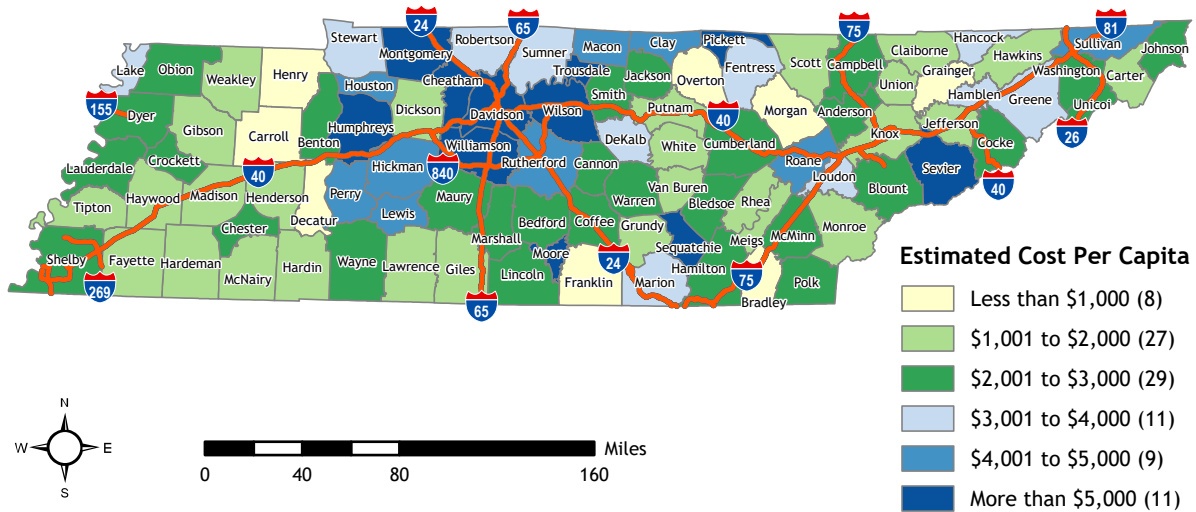 24
65
75
81
Stewart
Montgomery
Robertson
Sumner
Macon
Clay
Pickett
Fentress
Scott
Campbell
Claiborne
Hancock
Hawkins
Sullivan
Johnson
Lake
Obion
Weakley
Henry
Houston
Cheatham
Trousdale
Jackson
Overton
Union
Grainger
Washington
Carter
Hamblen
Greene
Unicoi
155
Dyer
Gibson
Carroll
Benton
Humphreys
Dickson
Davidson
Wilson
Smith
Putnam
40
Morgan
Anderson
Knox
Jefferson
Cocke
26
Lauderdale
Crockett
40
Hickman
840
Williamson
Rutherford
Cannon
DeKalb
White
Cumberland
Roane
Loudon
Blount
Sevier
40
Tipton
Haywood
Madison
Henderson
Decatur
Perry
Lewis
Maury
Bedford
Coffee
Warren
Van Buren
Bledsoe
Rhea
Monroe
Chester
Marshall
Moore
Grundy
Sequatchie
Meigs
McMinn
Shelby
Fayette
Hardeman
McNairy
Hardin
Wayne
Lawrence
Giles
Lincoln
Franklin
24
Marion
Hamilton
75
Bradley
Polk
269
65
Estimated Cost Per Capita
Less than $1,000 (8)
$1,001 to $2,000 (27)
$2,001 to $3,000 (29)
$3,001 to $4,000 (11)
$4,001 to $5,000 (9)
More than $5,000 (11)
N
W E
S
Miles
0 40 80 160